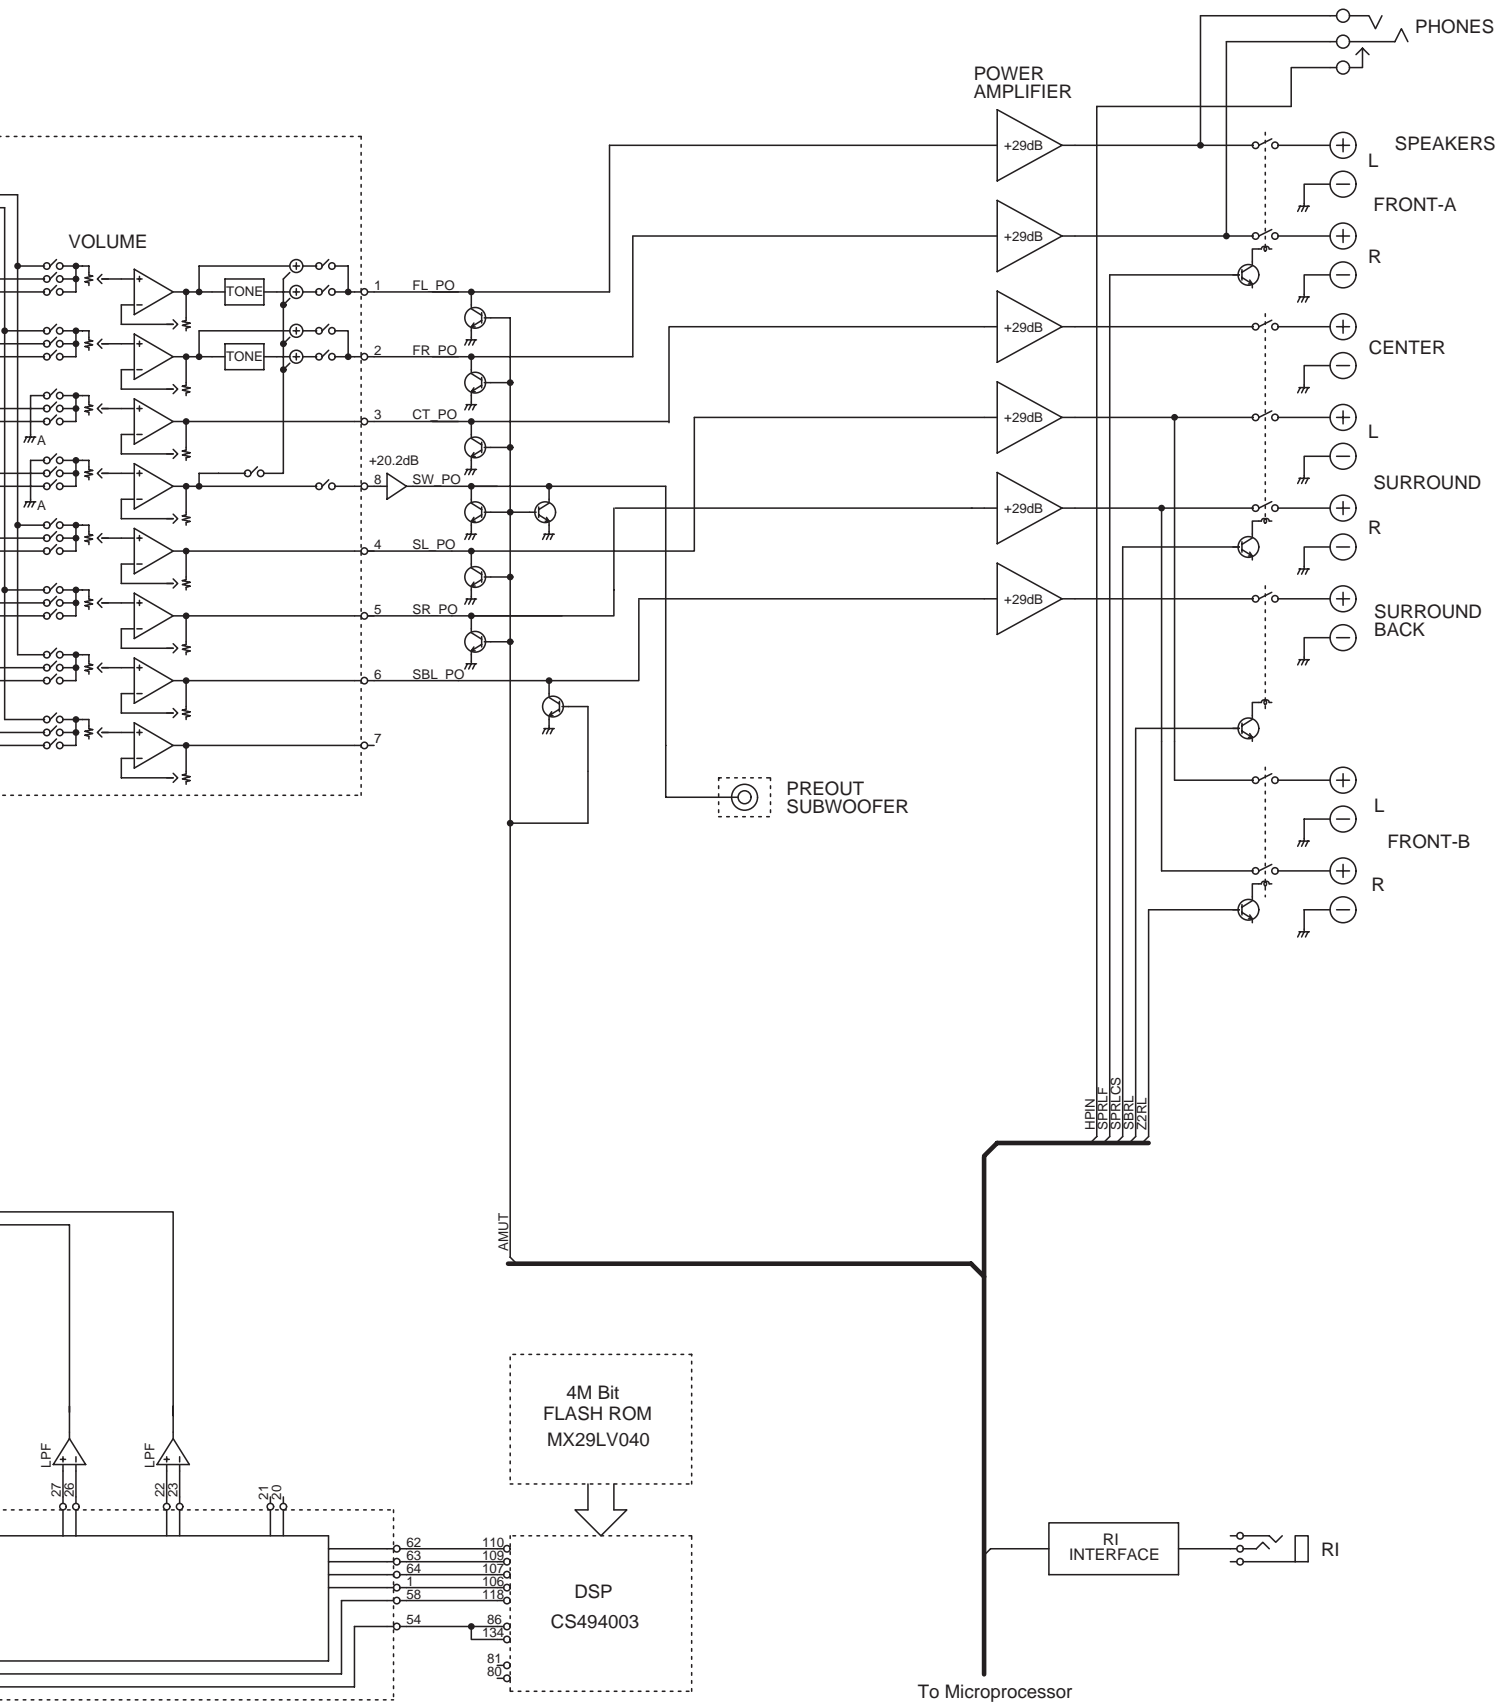 PHONES
POWER
AMPLIFIER
+29dB
SPEAKERS
+
L
−
FRONT-A
VOLUME
+29dB
+
R
−
TONE
1
FL_PO
+29dB
+
CENTER
−
TONE
2
FR_PO
+29dB
+
L
−
A
3
CT_PO
SURROUND
+20.2dB
A
8
SW_PO
+29dB
+
R
−
4
SL_PO
+29dB
+
SURROUND
BACK
−
5
SR_PO
6
SBL_PO
7
PREOUT
SUBWOOFER
+
L
−
FRONT-B
+
R
−
HPIN
SPRLF
SPRLCS
SBRL
Z2RL
AMUT
4M Bit
FLASH ROM
MX29LV040
LPF
+ −
27
26
LPF
+ −
22
23
21
20
62
110
63
109
64
107
1
106
58
118
54
86
134
81
80
DSP
CS494003
RI
INTERFACE
RI
To Microprocessor